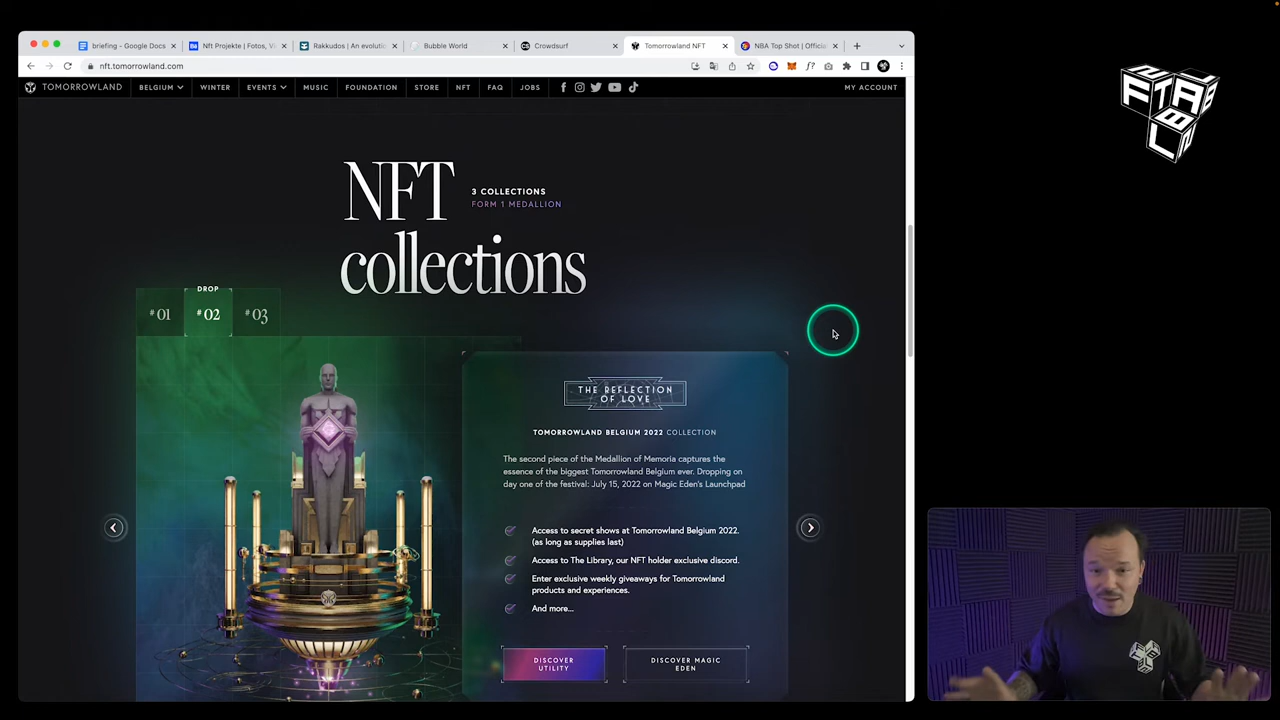 briefing - Google Docs
Nft Projekte | Fotos, Vi
Rakkudos | An evoluti
Bubble World
Crowdsurf
Tomorrowland NFT
NBA Top Shot | Offici
nft.tomorrowland.com
TOMORROWLAND
BELGIUM
WINTER
EVENTS
MUSIC
FOUNDATION
STORE
NFT
FAQ
JOBS
MY ACCOUNT
NFT
3 COLLECTIONS
FORM 1 MEDALLION
collections
DROP
#01
#02
#03
THE REFLECTION
OF LOVE
TOMORROWLAND BELGIUM 2022 COLLECTION
The second piece of the Medallion of Memoria captures the
essence of the biggest Tomorrowland Belgium ever. Dropping on
day one of the festival: July 15, 2022 on Magic Eden's Launchpad
Access to secret shows at Tomorrowland Belgium 2022.
(as long as supplies last)
Access to The Library, our NFT holder exclusive discord.
Enter exclusive weekly giveaways for Tomorrowland
products and experiences.
And more...
DISCOVER
UTILITY
DISCOVER MAGIC
EDEN